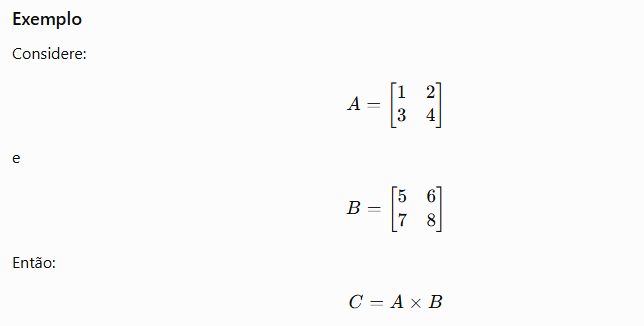 Exemplo
Considere:
A = [1 2
3 4]
e
B = [5 6
7 8]
Então:
C = A × B